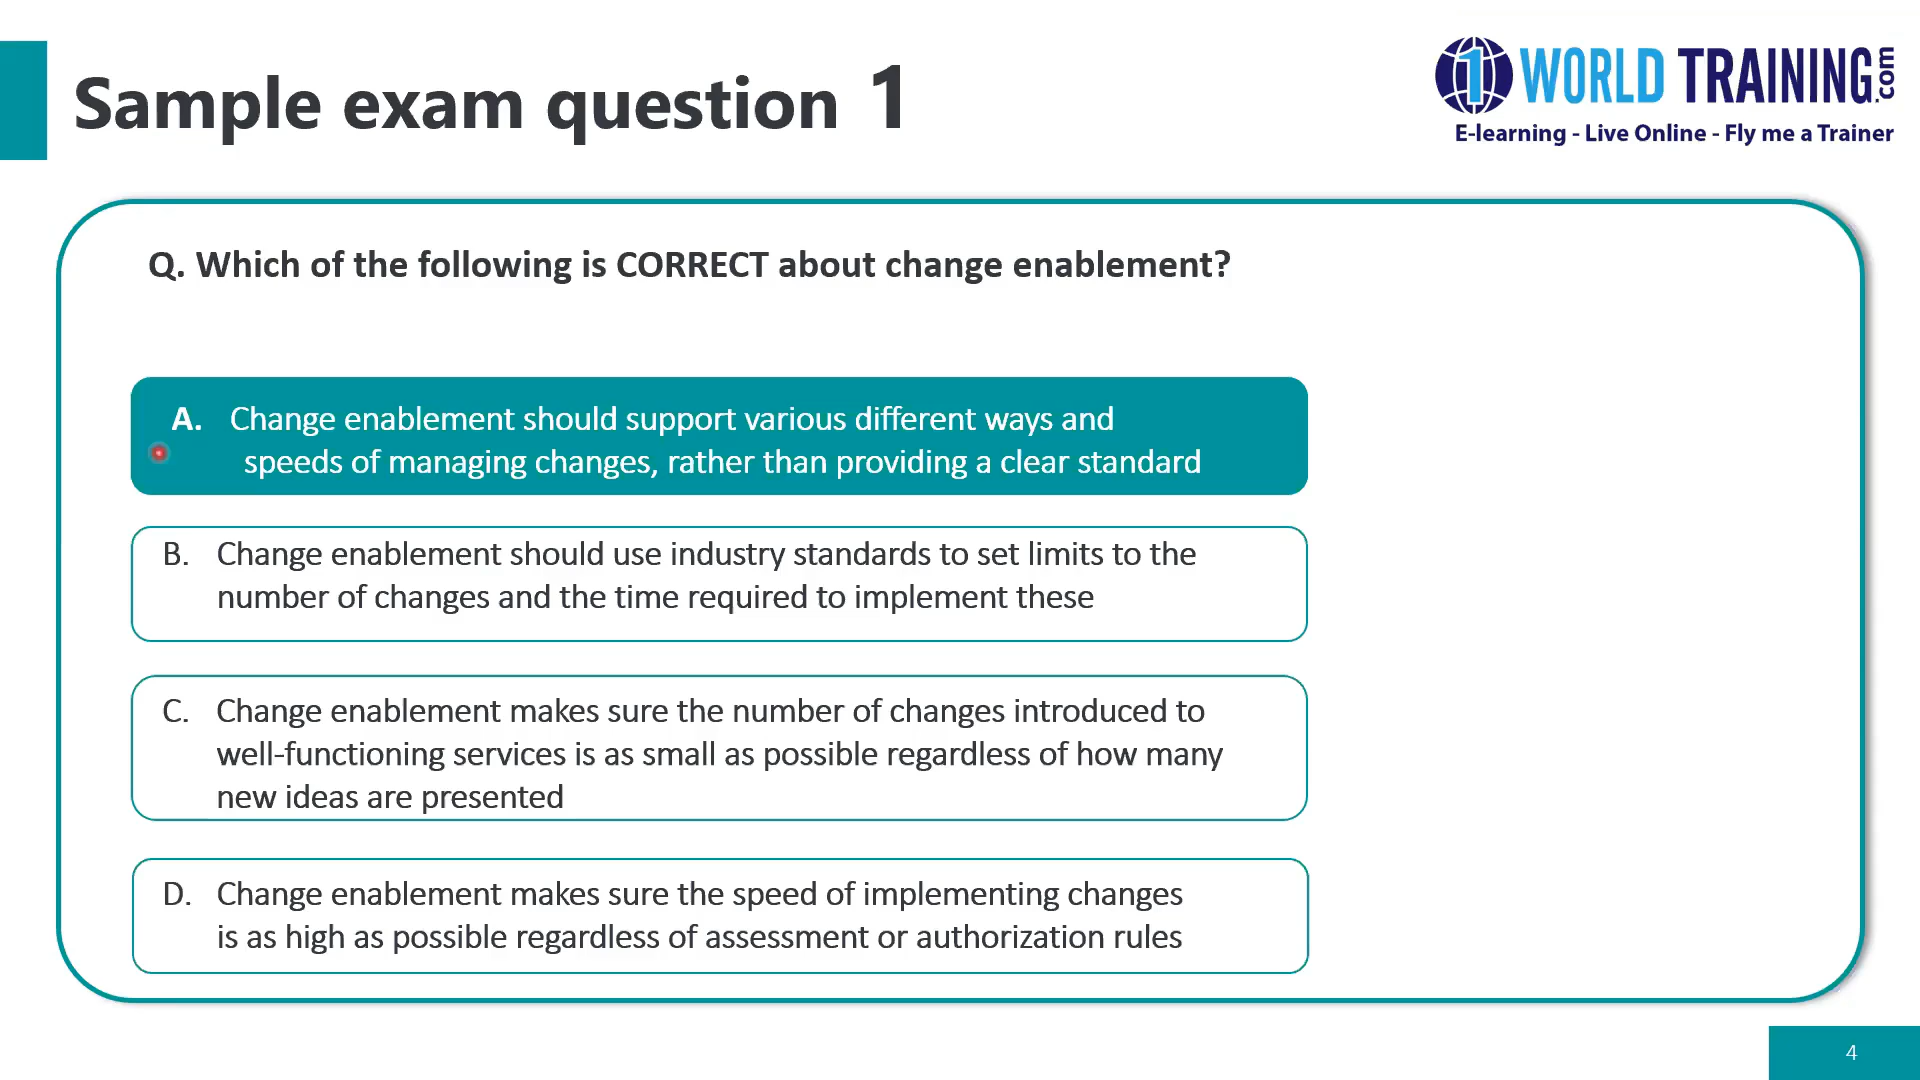 Sample exam question 1
1 WORLD TRAINING.com
E-learning - Live Online - Fly me a Trainer
Q. Which of the following is CORRECT about change enablement?
A. Change enablement should support various different ways and
speeds of managing changes, rather than providing a clear standard
B. Change enablement should use industry standards to set limits to the
number of changes and the time required to implement these
C. Change enablement makes sure the number of changes introduced to
well-functioning services is as small as possible regardless of how many
new ideas are presented
D. Change enablement makes sure the speed of implementing changes
is as high as possible regardless of assessment or authorization rules
4